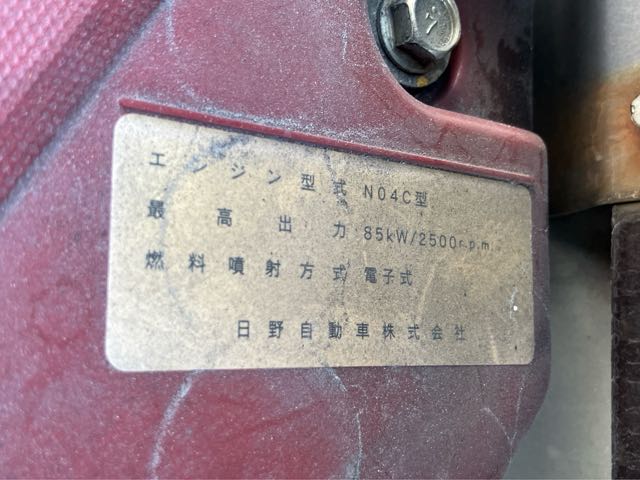 エンジン型式 N04C型
最高出力 85kW/2500r.p.m.
燃料噴射方式 電子式
日野自動車株式会社